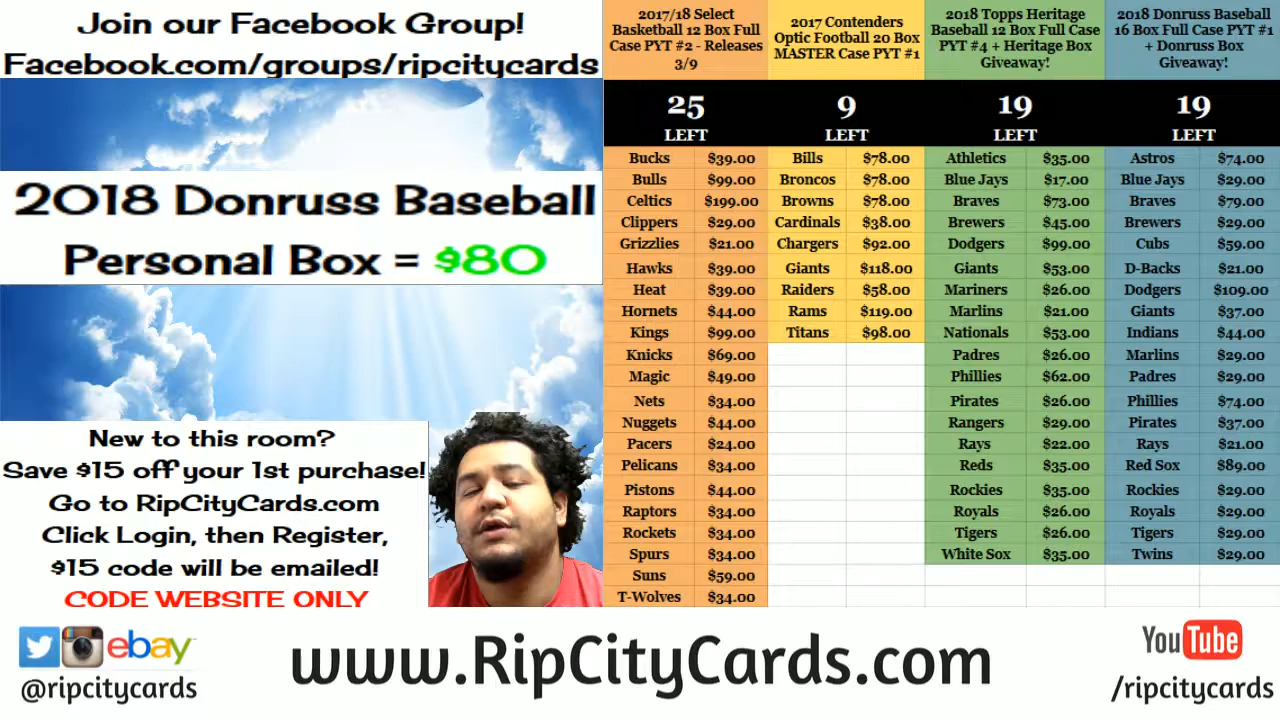 Join our Facebook Group!
Facebook.com/groups/ripcitycards
2018 Donruss Baseball
Personal Box = $80
New to this room?
Save $15 off your 1st purchase!
Go to RipCityCards.com
Click Login, then Register,
$15 code will be emailed!
CODE WEBSITE ONLY
2017/18 Select
Basketball 12 Box Full
Case PYT #2 - Releases
3/9
25
LEFT
Bucks $39.00
Bulls $99.00
Celtics $199.00
Clippers $29.00
Grizzlies $21.00
Hawks $39.00
Heat $39.00
Hornets $44.00
Kings $99.00
Knicks $69.00
Magic $49.00
Nets $34.00
Nuggets $44.00
Pacers $24.00
Pelicans $34.00
Pistons $44.00
Raptors $34.00
Rockets $34.00
Spurs $34.00
Suns $59.00
T-Wolves $34.00
2017 Contenders
Optic Football 20 Box
MASTER Case PYT #1
9
LEFT
Bills $78.00
Broncos $78.00
Browns $78.00
Cardinals $38.00
Chargers $92.00
Giants $118.00
Raiders $58.00
Rams $119.00
Titans $98.00
2018 Topps Heritage
Baseball 12 Box Full Case
PYT #4 + Heritage Box
Giveaway!
19
LEFT
Athletics $35.00
Blue Jays $17.00
Braves $73.00
Brewers $45.00
Dodgers $99.00
Giants $53.00
Mariners $26.00
Marlins $21.00
Nationals $53.00
Padres $26.00
Phillies $62.00
Pirates $26.00
Rangers $29.00
Rays $22.00
Reds $35.00
Rockies $35.00
Royals $26.00
Tigers $26.00
White Sox $35.00
2018 Donruss Baseball
16 Box Full Case PYT #1
+ Donruss Box
Giveaway!
19
LEFT
Astros $74.00
Blue Jays $29.00
Braves $79.00
Brewers $29.00
Cubs $59.00
D-Backs $21.00
Dodgers $109.00
Giants $37.00
Indians $44.00
Marlins $29.00
Padres $29.00
Phillies $74.00
Pirates $37.00
Rays $21.00
Red Sox $89.00
Rockies $29.00
Royals $29.00
Tigers $29.00
Twins $29.00
ebay
@ripcitycards
www.RipCityCards.com
YouTube
/ripcitycards